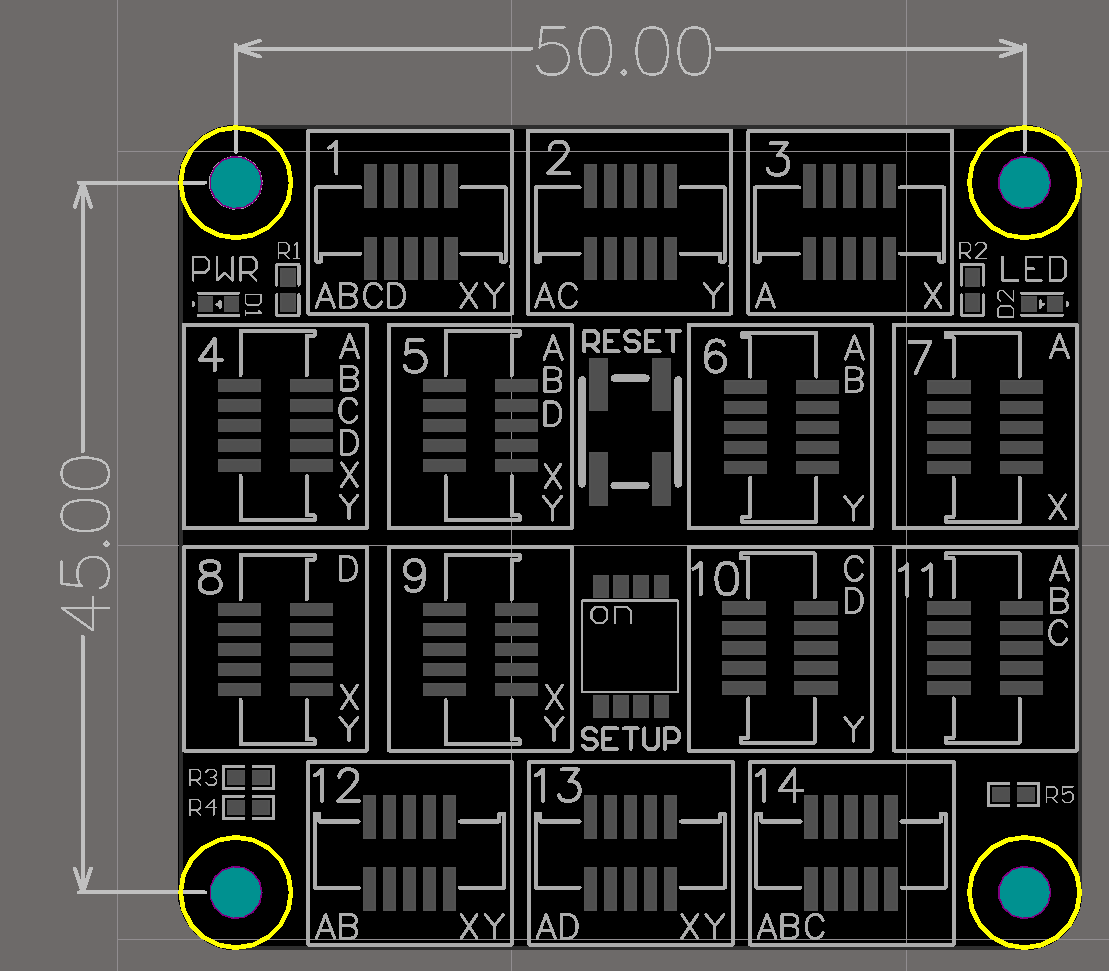 50.00
45.00
1
ABCD XY
2
AC Y
3
A X
R1
PWR
D1
R2
LED
D2
4
A
B
C
D
X
Y
5
A
B
D
X
Y
RESET
6
A
B
Y
7
A
X
8
D
X
Y
9
X
Y
on
SETUP
10
C
D
Y
11
A
B
C
R3
R4
12
AB XY
13
AD XY
14
ABC
R5